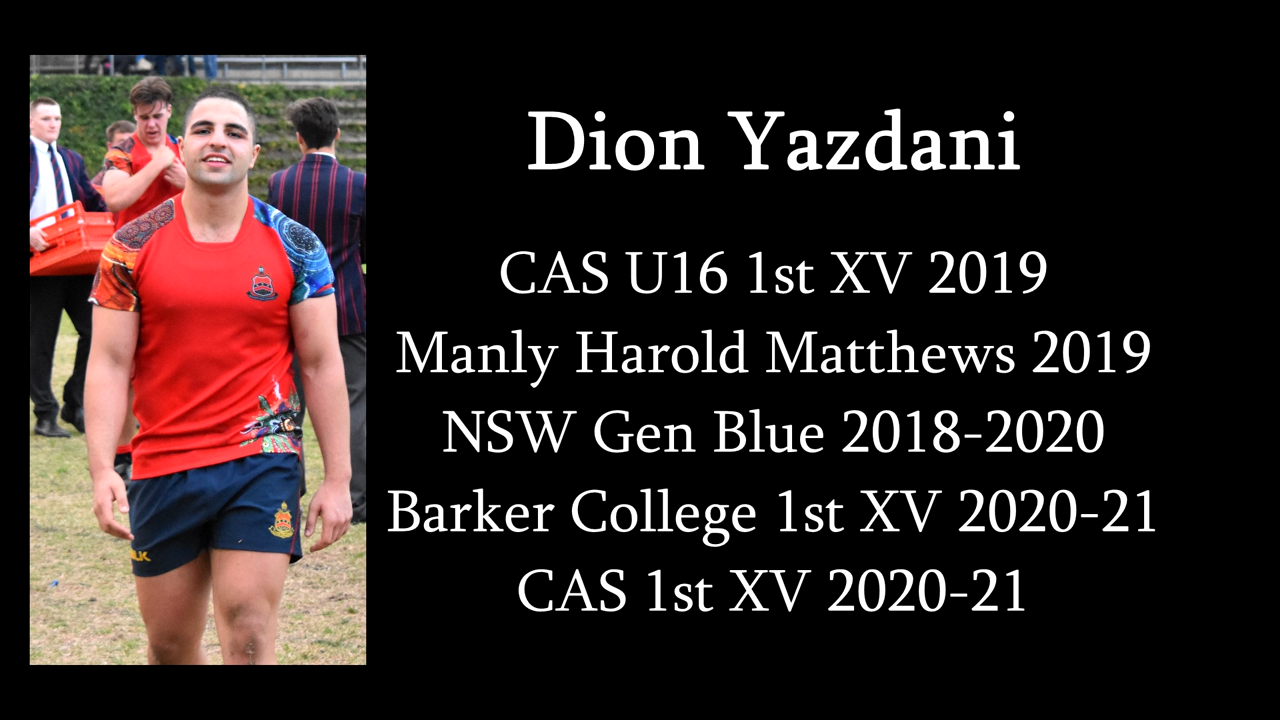 Dion Yazdani
CAS U16 1st XV 2019
Manly Harold Matthews 2019
NSW Gen Blue 2018-2020
Barker College 1st XV 2020-21
CAS 1st XV 2020-21